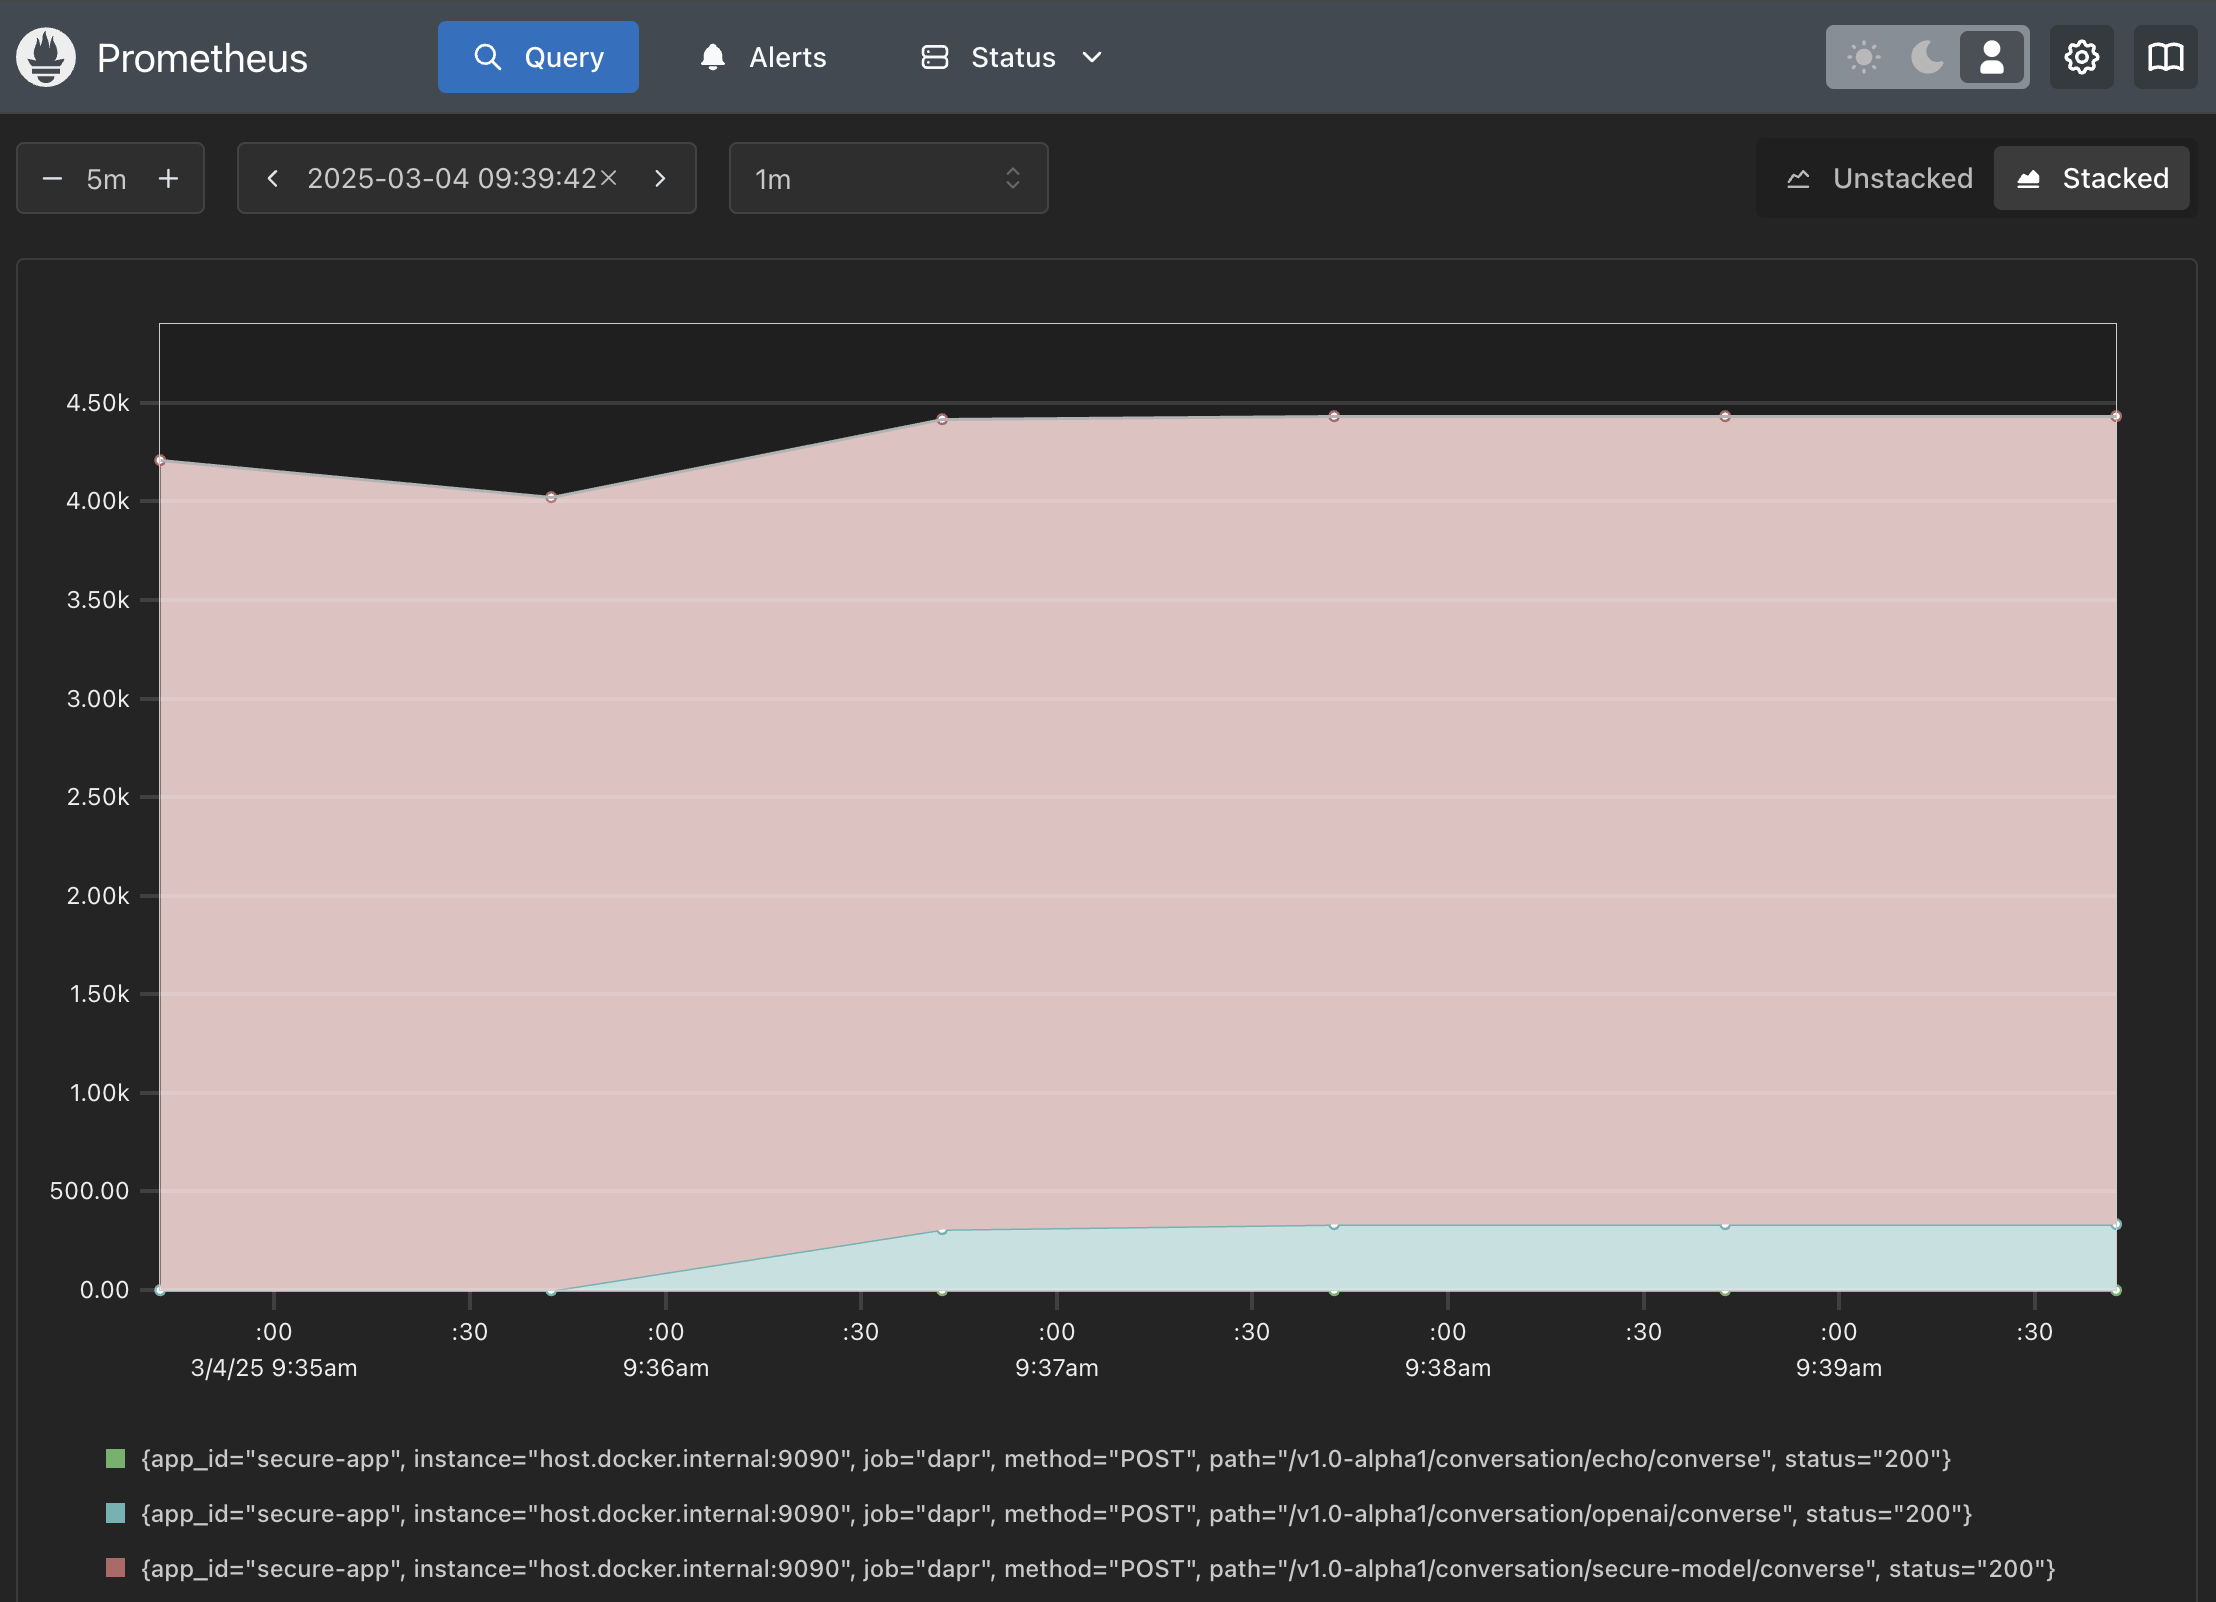 Prometheus
Query
Alerts
Status
5m
2025-03-04 09:39:42
1m
Unstacked
Stacked
4.50k
4.00k
3.50k
3.00k
2.50k
2.00k
1.50k
1.00k
500.00
0.00
:00 :30 :00 :30 :00 :30 :00 :30 :00 :30
3/4/25 9:35am 9:36am 9:37am 9:38am 9:39am
{app_id="secure-app", instance="host.docker.internal:9090", job="dapr", method="POST", path="/v1.0-alpha1/conversation/echo/converse", status="200"}
{app_id="secure-app", instance="host.docker.internal:9090", job="dapr", method="POST", path="/v1.0-alpha1/conversation/openai/converse", status="200"}
{app_id="secure-app", instance="host.docker.internal:9090", job="dapr", method="POST", path="/v1.0-alpha1/conversation/secure-model/converse", status="200"}